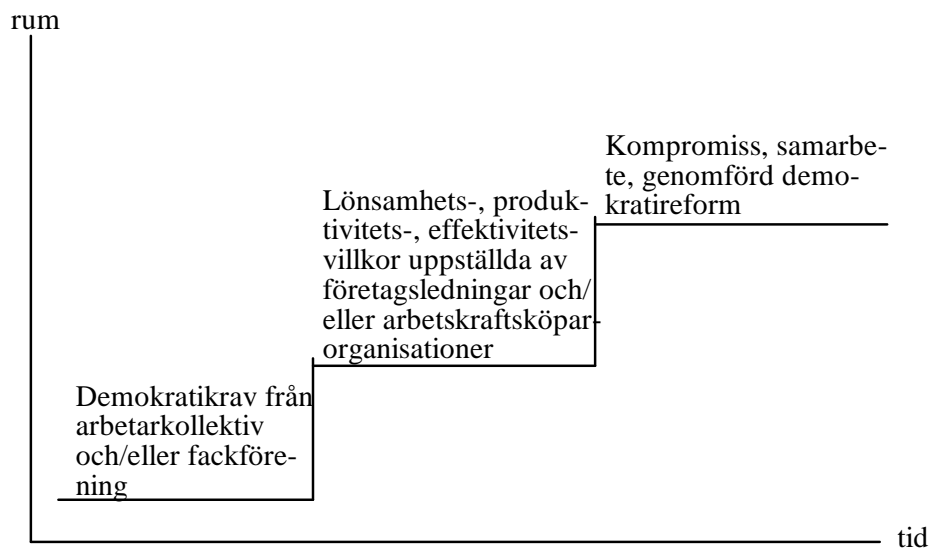 rum
Kompromiss, samarbe-
te, genomförd demo-
kratireform
Lönsamhets-, produk-
tivitets-, effektivitets-
villkor uppställda av
företagsledningar och/
eller arbetskraftsköpar-
organisationer
Demokratikrav från
arbetarkollektiv
och/eller fackföre-
ning
tid